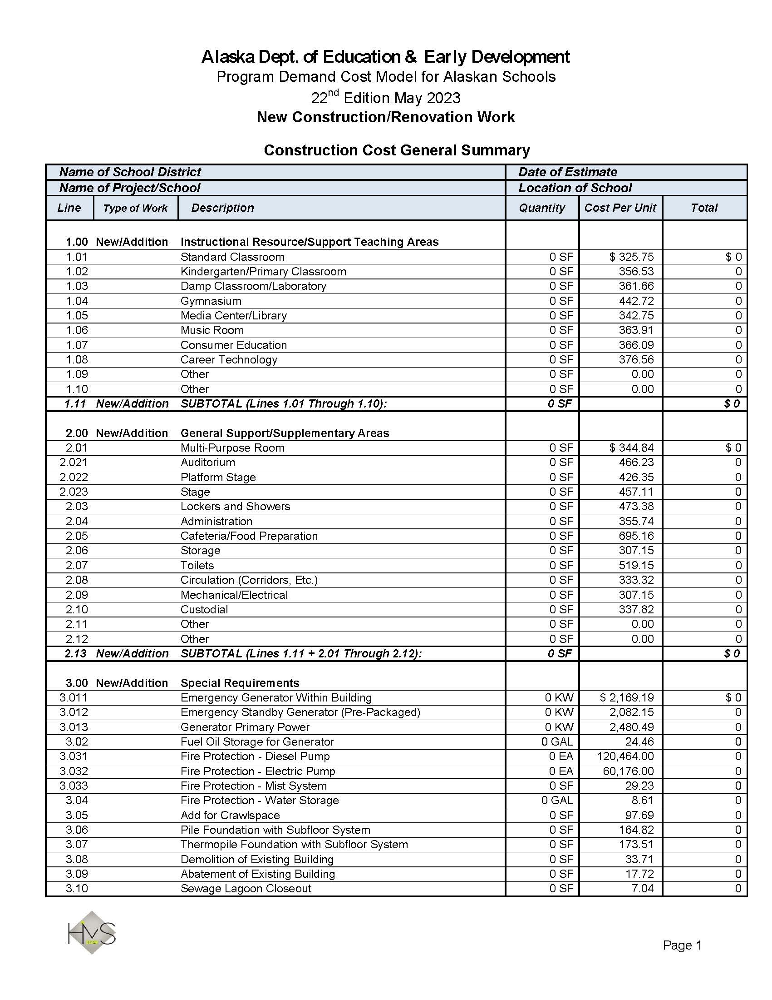 Alaska Dept. of Education & Early Development
Program Demand Cost Model for Alaskan Schools
22nd Edition May 2023
New Construction/Renovation Work
Construction Cost General Summary
Name of School District Date of Estimate
Name of Project/School Location of School
Line Type of Work Description Quantity Cost Per Unit Total
1.00 New/Addition Instructional Resource/Support Teaching Areas
1.01 Standard Classroom 0 SF $ 325.75 $ 0
1.02 Kindergarten/Primary Classroom 0 SF 356.53 0
1.03 Damp Classroom/Laboratory 0 SF 361.66 0
1.04 Gymnasium 0 SF 442.72 0
1.05 Media Center/Library 0 SF 342.75 0
1.06 Music Room 0 SF 363.91 0
1.07 Consumer Education 0 SF 366.09 0
1.08 Career Technology 0 SF 376.56 0
1.09 Other 0 SF 0.00 0
1.10 Other 0 SF 0.00 0
1.11 New/Addition SUBTOTAL (Lines 1.01 Through 1.10): 0 SF $ 0
2.00 New/Addition General Support/Supplementary Areas
2.01 Multi-Purpose Room 0 SF $ 344.84 $ 0
2.021 Auditorium 0 SF 466.23 0
2.022 Platform Stage 0 SF 426.35 0
2.023 Stage 0 SF 457.11 0
2.03 Lockers and Showers 0 SF 473.38 0
2.04 Administration 0 SF 355.74 0
2.05 Cafeteria/Food Preparation 0 SF 695.16 0
2.06 Storage 0 SF 307.15 0
2.07 Toilets 0 SF 519.15 0
2.08 Circulation (Corridors, Etc.) 0 SF 333.32 0
2.09 Mechanical/Electrical 0 SF 307.15 0
2.10 Custodial 0 SF 337.82 0
2.11 Other 0 SF 0.00 0
2.12 Other 0 SF 0.00 0
2.13 New/Addition SUBTOTAL (Lines 1.11 + 2.01 Through 2.12): 0 SF $ 0
3.00 New/Addition Special Requirements
3.011 Emergency Generator Within Building 0 KW $ 2,169.19 $ 0
3.012 Emergency Standby Generator (Pre-Packaged) 0 KW 2,082.15 0
3.013 Generator Primary Power 0 KW 2,480.49 0
3.02 Fuel Oil Storage for Generator 0 GAL 24.46 0
3.031 Fire Protection - Diesel Pump 0 EA 120,464.00 0
3.032 Fire Protection - Electric Pump 0 EA 60,176.00 0
3.033 Fire Protection - Mist System 0 SF 29.23 0
3.04 Fire Protection - Water Storage 0 GAL 8.61 0
3.05 Add for Crawlspace 0 SF 97.69 0
3.06 Pile Foundation with Subfloor System 0 SF 164.82 0
3.07 Thermopile Foundation with Subfloor System 0 SF 173.51 0
3.08 Demolition of Existing Building 0 SF 33.71 0
3.09 Abatement of Existing Building 0 SF 17.72 0
3.10 Sewage Lagoon Closeout 0 SF 7.04 0
HMS
INC.
Page 1